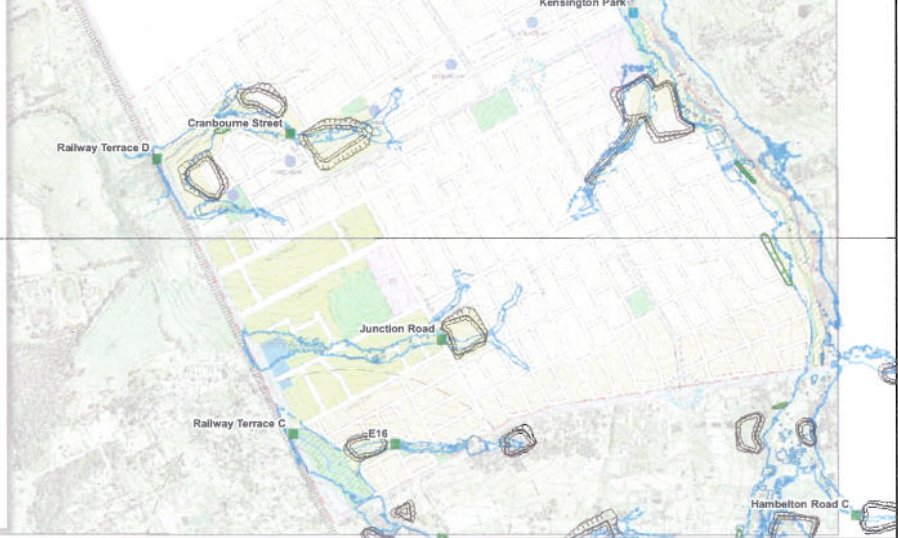 Kensington Park
Cranbourne Street
Railway Terrace D
Junction Road
Railway Terrace C
E16
Hambelton Road C